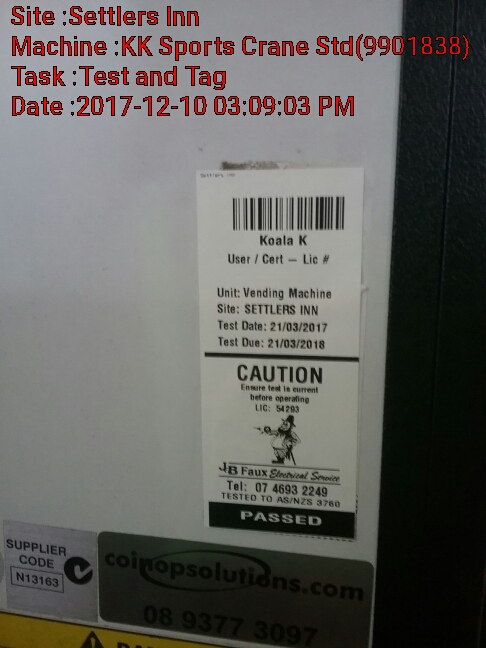 Site :Settlers Inn
Machine :KK Sports Crane Std(9901838)
Task :Test and Tag
Date :2017-12-10 03:09:03 PM
Koala K
User / Cert – Lic #
Unit: Vending Machine
Site: SETTLERS INN
Test Date: 21/03/2017
Test Due: 21/03/2018
CAUTION
Ensure test is current
before operating
LIC: 54293
JB Faux Electrical Service
Tel: 07 4693 2249
TESTED TO AS/NZS 3760
PASSED
SUPPLIER
CODE
N13163
coinopsolutions.com
08 9377 3097